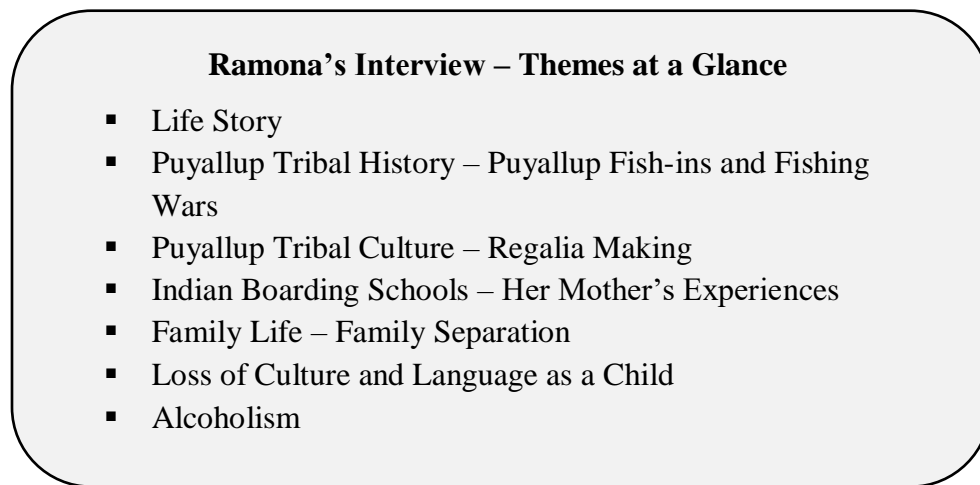 Ramona’s Interview – Themes at a Glance
▪ Life Story
▪ Puyallup Tribal History – Puyallup Fish-ins and Fishing
Wars
▪ Puyallup Tribal Culture – Regalia Making
▪ Indian Boarding Schools – Her Mother’s Experiences
▪ Family Life – Family Separation
▪ Loss of Culture and Language as a Child
▪ Alcoholism